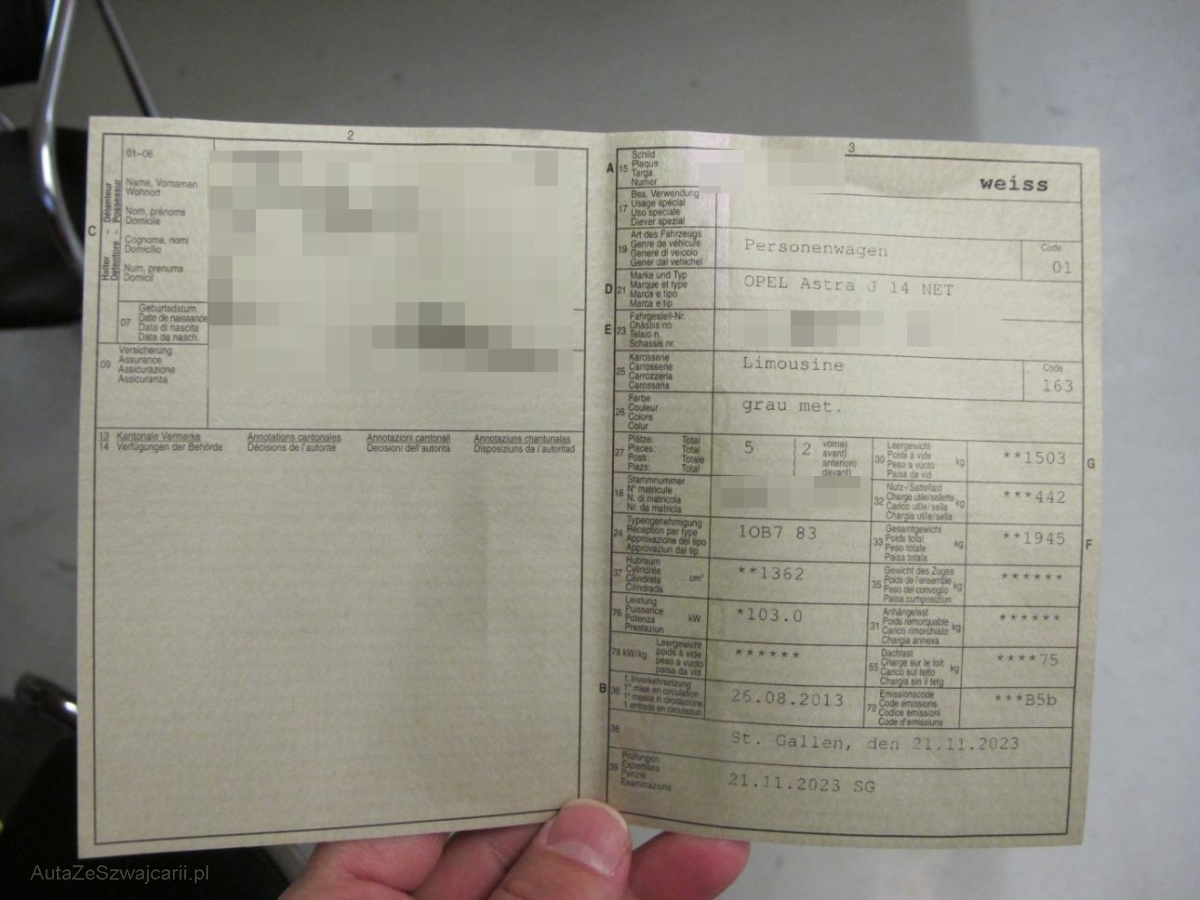 2
01–06
Name, Vornamen
Wohnort
Nom, prénoms
Domicile
Cognome, nomi
Domicilio
Num, prenums
Domicil
C
Halter - Détenteur
Detentore - Possessur
07
Geburtsdatum
Date de naissance
Data di nascita
Data da nasch.
09
Versicherung
Assurance
Assicurazione
Assicuranza
13 Kantonale Vermerke Annotations cantonales Annotazioni cantonali Annotaziuns chantunalas
14 Verfügungen der Behörde Décisions de l'autorité Decisioni dell'autorità Disposiziuns da l'autoritad
3
A 15
Schild
Plaque
Targa
Numer
weiss
17
Bes. Verwendung
Usage spécial
Uso speciale
Diever spezial
19
Art des Fahrzeugs
Genre de véhicule
Genere di veicolo
Gener dal vehichel
Personenwagen
Code
01
D 21
Marke und Typ
Marque et type
Marca e tipo
Marca e tip
OPEL Astra J 14 NET
E 23
Fahrgestell-Nr.
Châssis no
Telaio n.
Schassis nr.
25
Karosserie
Carrosserie
Carrozzeria
Carossaria
Limousine
Code
163
26
Farbe
Couleur
Colore
Colur
grau met.
27
Plätze: Total
Places: Total
Posti: Totale
Plazs: Total
5
2
vorne)
avant)
anteriori)
davant)
30
Leergewicht
Poids à vide
Peso a vuoto
Paisa da vid
kg
**1503
G
18
Stammnummer
N° matricule
N. di matricola
Nr. da matricla
32
Nutz-/Sattellast
Charge utile/sellette
Carico utile/sella
Chargia utila/sella
kg
***442
24
Typengenehmigung
Réception par type
Approvazione del tipo
Approvaziun dal tip
1OB7 83
33
Gesamtgewicht
Poids total
Peso totale
Paisa totala
kg
**1945
F
37
Hubraum
Cylindrée
Cilindrata
Cilindrada
cm³
**1362
35
Gewicht des Zuges
Poids de l'ensemble
Peso del convoglio
Paisa cumposiziun
kg
******
76
Leistung
Puissance
Potenza
Prestaziun
kW
*103.0
31
Anhängelast
Poids remorquable
Carico rimorchiato
Chargia annexa
kg
******
78 kW/kg
Leergewicht
poids à vide
peso a vuoto
paisa da vid
******
55
Dachlast
Charge sur le toit
Carico sul tetto
Chargia sin il tetg
kg
****75
B 36
1. Inverkehrsetzung
1re mise en circulation
1a messa in circolazione
1. entrada en circulaziun
26.08.2013
72
Emissionscode
Code émissions
Codice emissioni
Code d'emissiuns
***B5b
38
St. Gallen, den 21.11.2023
39
Prüfungen
Expertises
Perizie
Examinaziuns
21.11.2023 SG
AutaZeSzwajcarii.pl